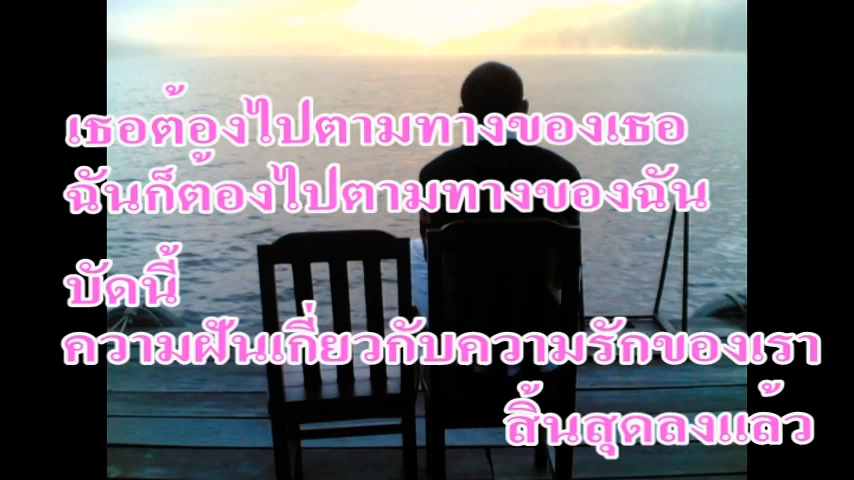 เธอต้องไปตามทางของเธอ
ฉันก็ต้องไปตามทางของฉัน
บัดนี้
ความฝันเกี่ยวกับความรักของเรา
สิ้นสุดลงแล้ว